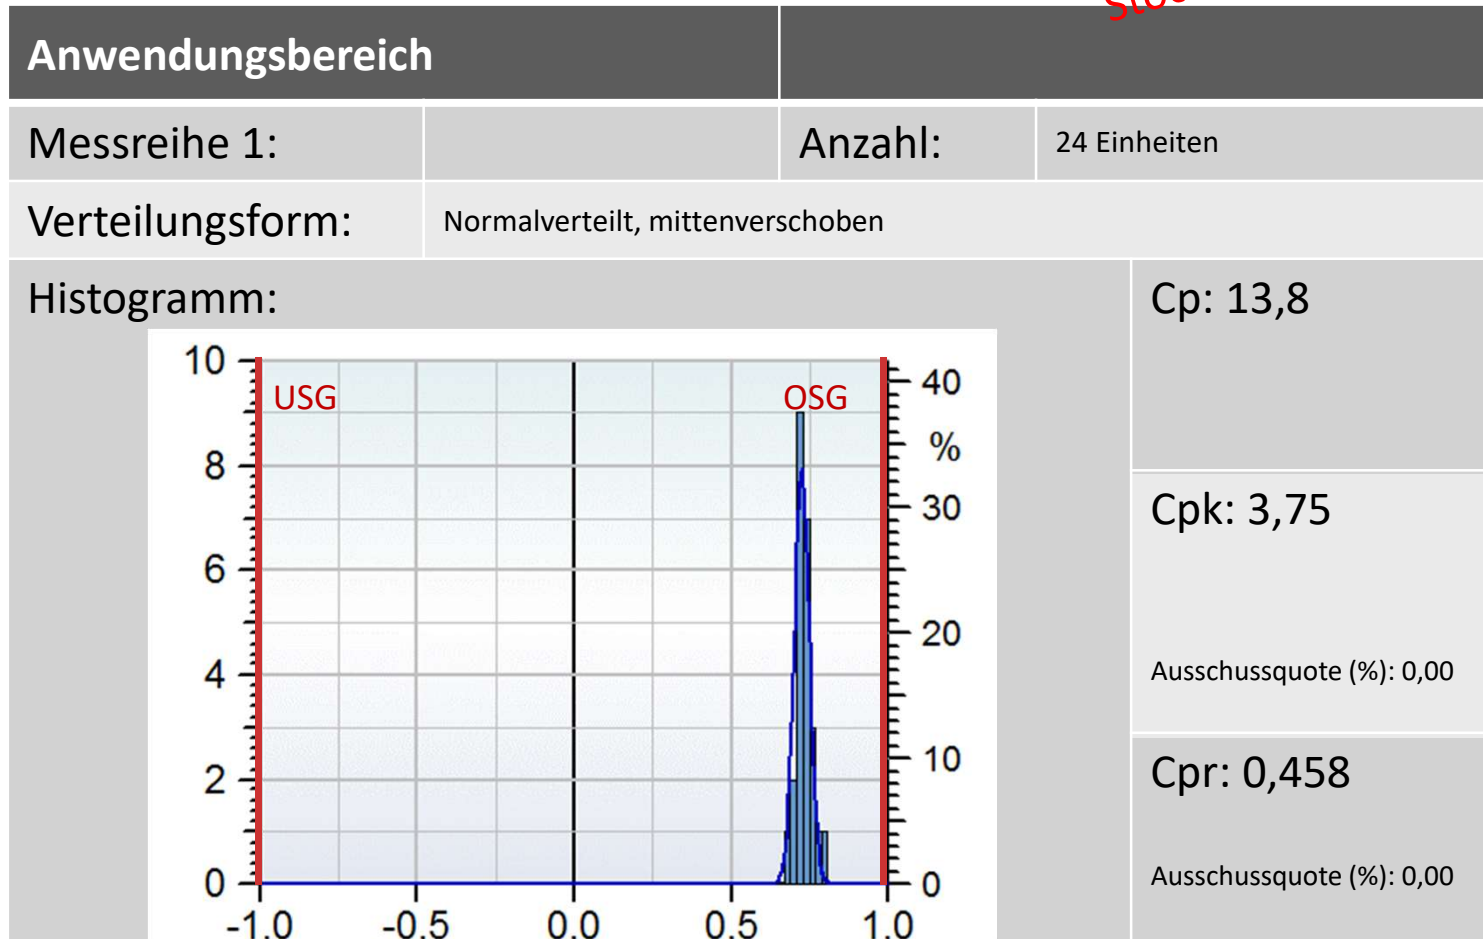 Anwendungsbereich
Messreihe 1:
Anzahl:
24 Einheiten
Verteilungsform:
Normalverteilt, mittenverschoben
Histogramm:
Cp: 13,8
10
8
6
4
2
0
USG
OSG
40
%
30
20
10
0
-1.0
-0.5
0.0
0.5
1.0
Cpk: 3,75
Ausschussquote (%): 0,00
Cpr: 0,458
Ausschussquote (%): 0,00